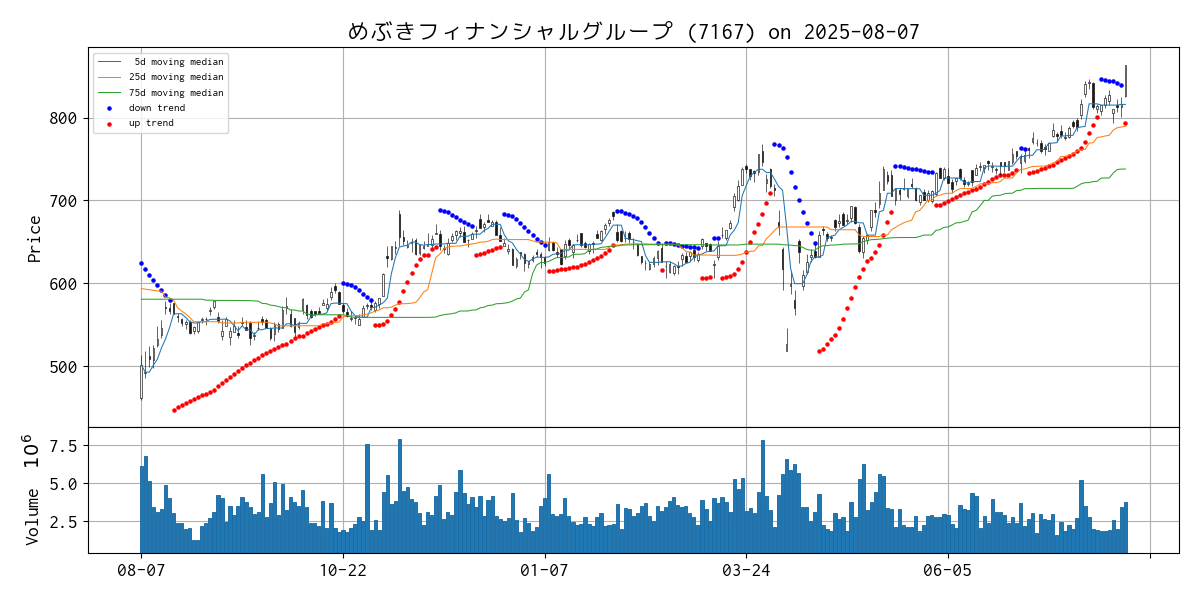 めぶきフィナンシャルグループ (7167) on 2025-08-07
5d moving median
25d moving median
75d moving median
down trend
up trend
Price
800
700
600
500
Volume 10^6
7.5
5.0
2.5
08-07
10-22
01-07
03-24
06-05